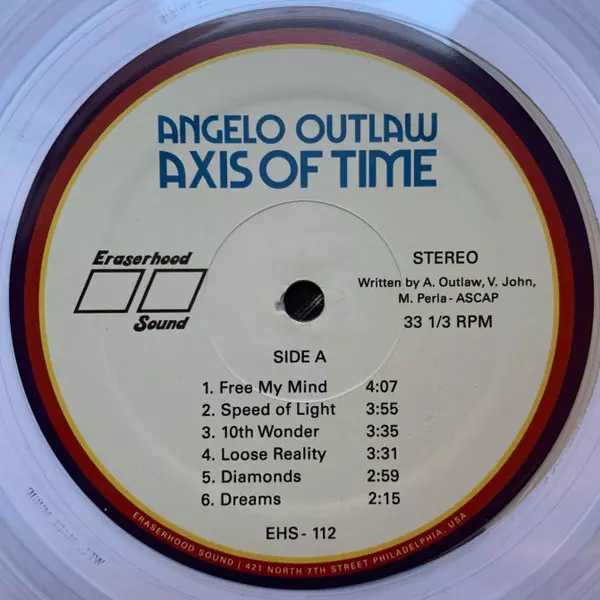 ANGELO OUTLAW
AXIS OF TIME
Eraserhood
Sound
STEREO
Written by A. Outlaw, V. John,
M. Perla - ASCAP
33 1/3 RPM
SIDE A
1. Free My Mind 4:07
2. Speed of Light 3:55
3. 10th Wonder 3:35
4. Loose Reality 3:31
5. Diamonds 2:59
6. Dreams 2:15
EHS - 112
ERASERHOOD SOUND | 421 NORTH 7TH STREET PHILADELPHIA, USA